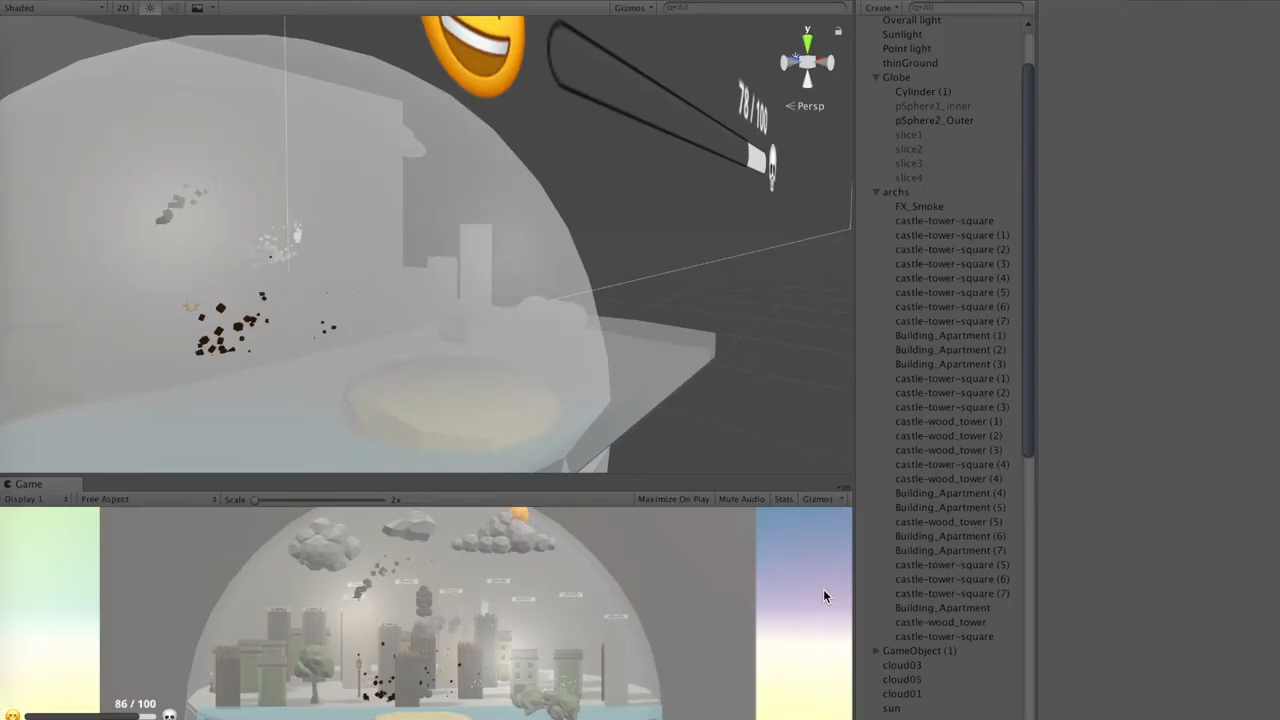 Shaded
2D
Gizmos
All
Create
All
Overall light
Sunlight
Point light
thinGround
Globe
Cylinder (1)
pSphere1_inner
pSphere2_Outer
slice1
slice2
slice3
slice4
archs
FX_Smoke
castle-tower-square
castle-tower-square (1)
castle-tower-square (2)
castle-tower-square (3)
castle-tower-square (4)
castle-tower-square (5)
castle-tower-square (6)
castle-tower-square (7)
Building_Apartment (1)
Building_Apartment (2)
Building_Apartment (3)
castle-tower-square (1)
castle-tower-square (2)
castle-tower-square (3)
castle-wood_tower (1)
castle-wood_tower (2)
castle-wood_tower (3)
castle-tower-square (4)
castle-wood_tower (4)
Building_Apartment (4)
Building_Apartment (5)
castle-wood_tower (5)
Building_Apartment (6)
Building_Apartment (7)
castle-tower-square (5)
castle-tower-square (6)
castle-tower-square (7)
Building_Apartment
castle-wood_tower
castle-tower-square
GameObject (1)
cloud03
cloud05
cloud01
sun
y
Persp
78 / 100
Game
Display 1
Free Aspect
Scale
2x
Maximize On Play
Mute Audio
Stats
Gizmos
86 / 100